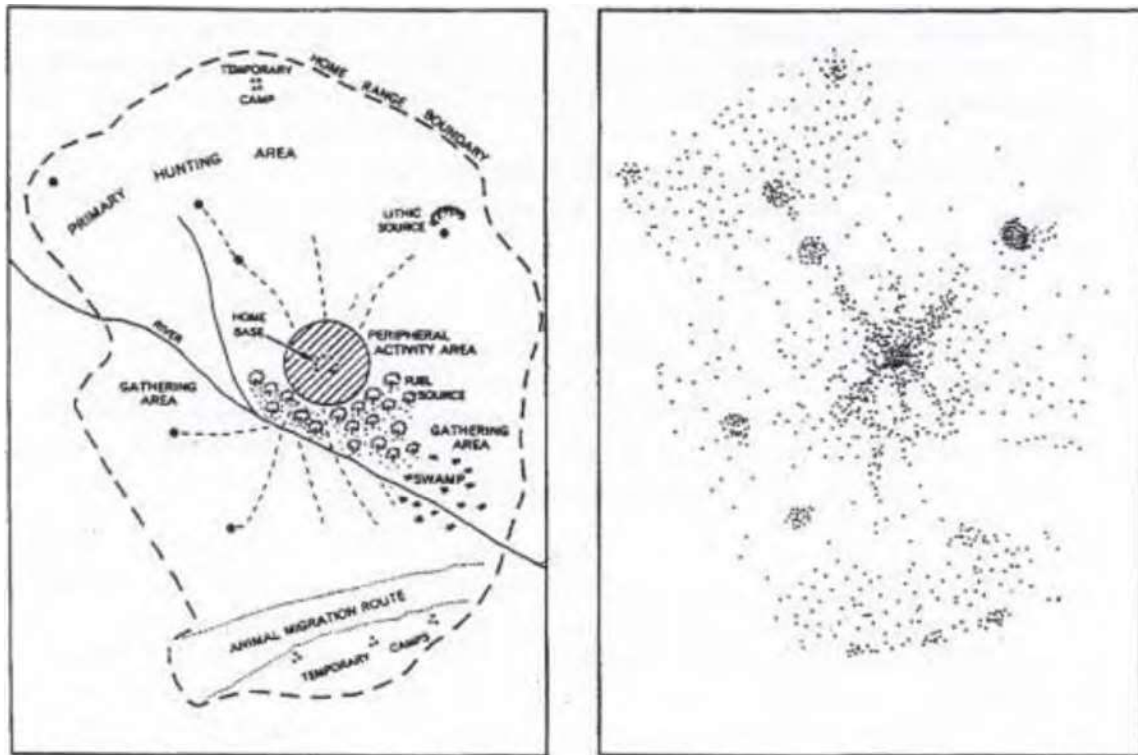 TEMPORARY
CAMP
HOME RANGE BOUNDARY
PRIMARY HUNTING AREA
LITHIC
SOURCE
HOME
BASE
PERIPHERAL
ACTIVITY AREA
RIVER
FUEL
SOURCE
GATHERING
AREA
GATHERING
AREA
SWAMP
ANIMAL MIGRATION ROUTE
TEMPORARY CAMPS